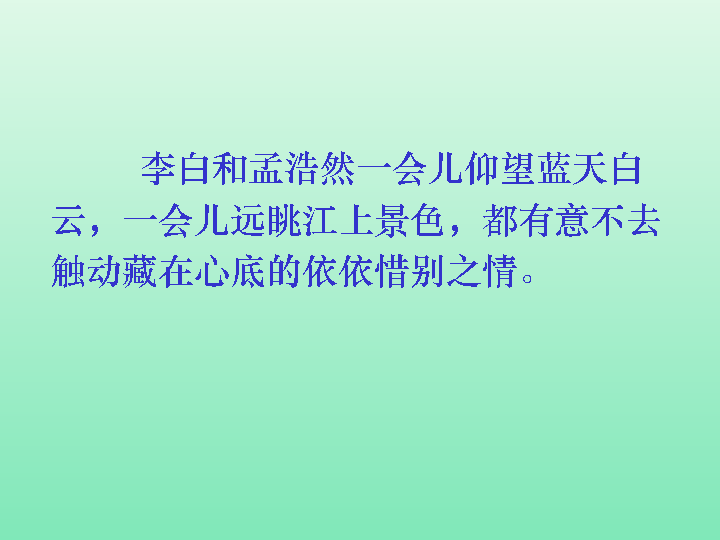 李白和孟浩然一会儿仰望蓝天白
云，一会儿远眺江上景色，都有意不去
触动藏在心底的依依惜别之情。